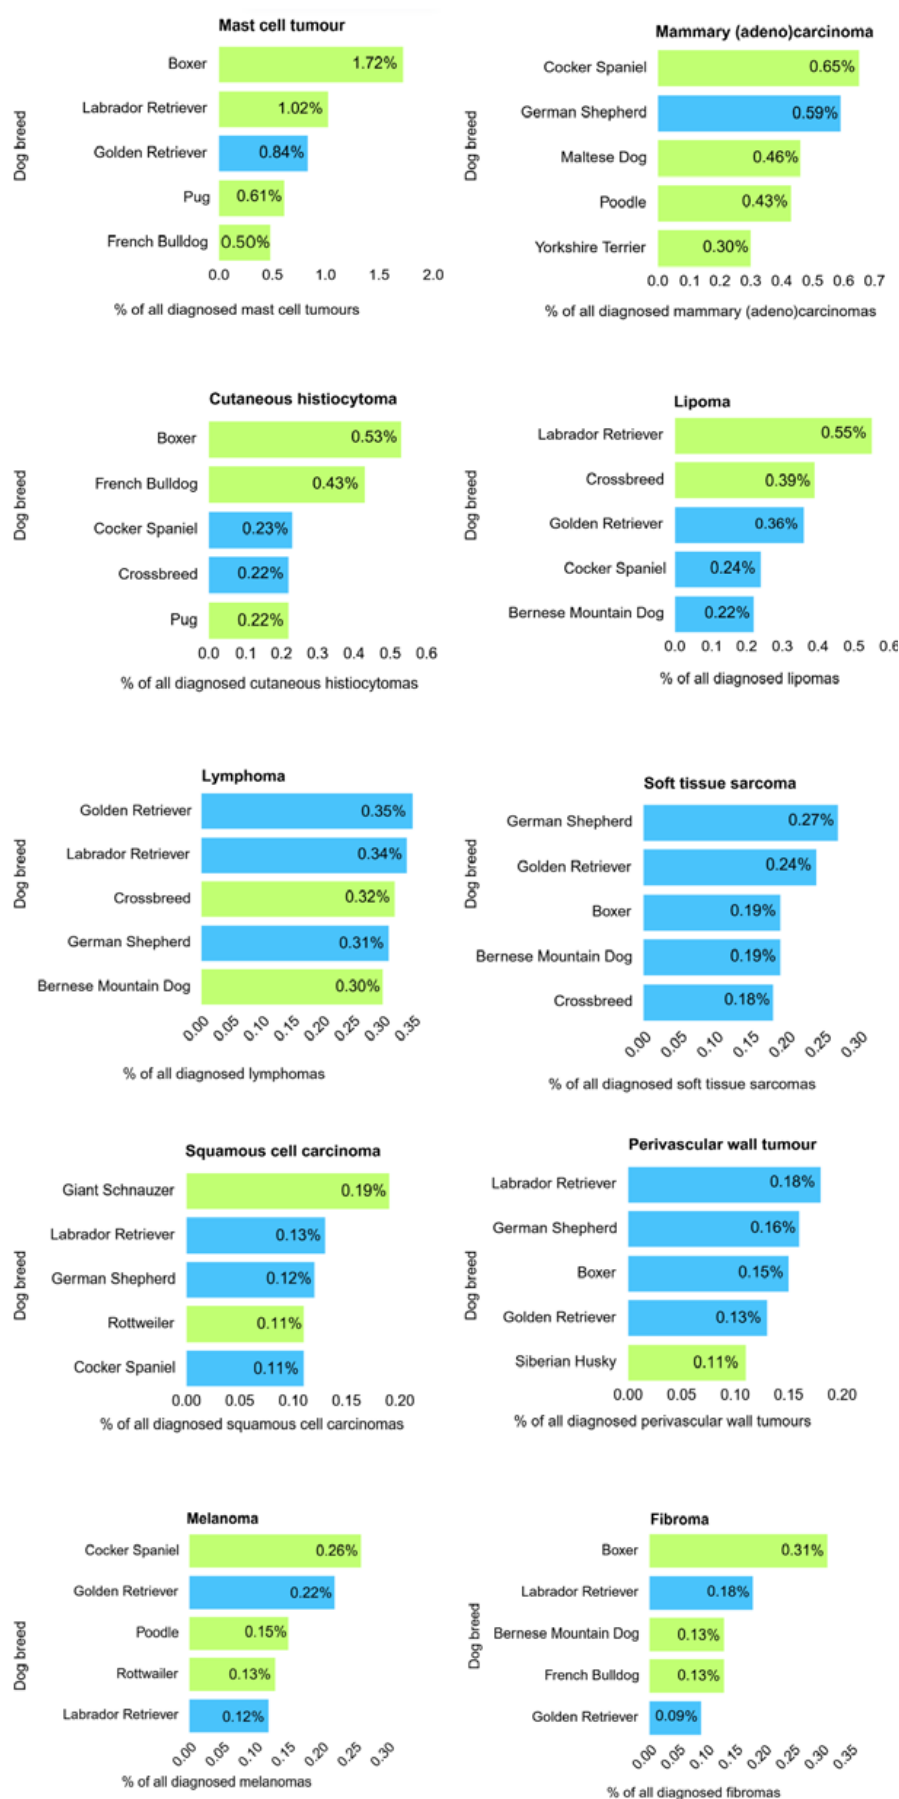 Mast cell tumour
Dog breed
Boxer 1.72%
Labrador Retriever 1.02%
Golden Retriever 0.84%
Pug 0.61%
French Bulldog 0.50%
0.0 0.5 1.0 1.5 2.0
% of all diagnosed mast cell tumours
Mammary (adeno)carcinoma
Dog breed
Cocker Spaniel 0.65%
German Shepherd 0.59%
Maltese Dog 0.46%
Poodle 0.43%
Yorkshire Terrier 0.30%
0.0 0.1 0.2 0.3 0.4 0.5 0.6 0.7
% of all diagnosed mammary (adeno)carcinomas
Cutaneous histiocytoma
Dog breed
Boxer 0.53%
French Bulldog 0.43%
Cocker Spaniel 0.23%
Crossbreed 0.22%
Pug 0.22%
0.0 0.1 0.2 0.3 0.4 0.5 0.6
% of all diagnosed cutaneous histiocytomas
Lipoma
Dog breed
Labrador Retriever 0.55%
Crossbreed 0.39%
Golden Retriever 0.36%
Cocker Spaniel 0.24%
Bernese Mountain Dog 0.22%
0.0 0.1 0.2 0.3 0.4 0.5 0.6
% of all diagnosed lipomas
Lymphoma
Dog breed
Golden Retriever 0.35%
Labrador Retriever 0.34%
Crossbreed 0.32%
German Shepherd 0.31%
Bernese Mountain Dog 0.30%
0.00 0.05 0.10 0.15 0.20 0.25 0.30 0.35
% of all diagnosed lymphomas
Soft tissue sarcoma
Dog breed
German Shepherd 0.27%
Golden Retriever 0.24%
Boxer 0.19%
Bernese Mountain Dog 0.19%
Crossbreed 0.18%
0.00 0.05 0.10 0.15 0.20 0.25 0.30
% of all diagnosed soft tissue sarcomas
Squamous cell carcinoma
Dog breed
Giant Schnauzer 0.19%
Labrador Retriever 0.13%
German Shepherd 0.12%
Rottweiler 0.11%
Cocker Spaniel 0.11%
0.00 0.05 0.10 0.15 0.20
% of all diagnosed squamous cell carcinomas
Perivascular wall tumour
Dog breed
Labrador Retriever 0.18%
German Shepherd 0.16%
Boxer 0.15%
Golden Retriever 0.13%
Siberian Husky 0.11%
0.00 0.05 0.10 0.15 0.20
% of all diagnosed perivascular wall tumours
Melanoma
Dog breed
Cocker Spaniel 0.26%
Golden Retriever 0.22%
Poodle 0.15%
Rottwailer 0.13%
Labrador Retriever 0.12%
0.00 0.05 0.10 0.15 0.20 0.25 0.30
% of all diagnosed melanomas
Fibroma
Dog breed
Boxer 0.31%
Labrador Retriever 0.18%
Bernese Mountain Dog 0.13%
French Bulldog 0.13%
Golden Retriever 0.09%
0.00 0.05 0.10 0.15 0.20 0.25 0.30 0.35
% of all diagnosed fibromas